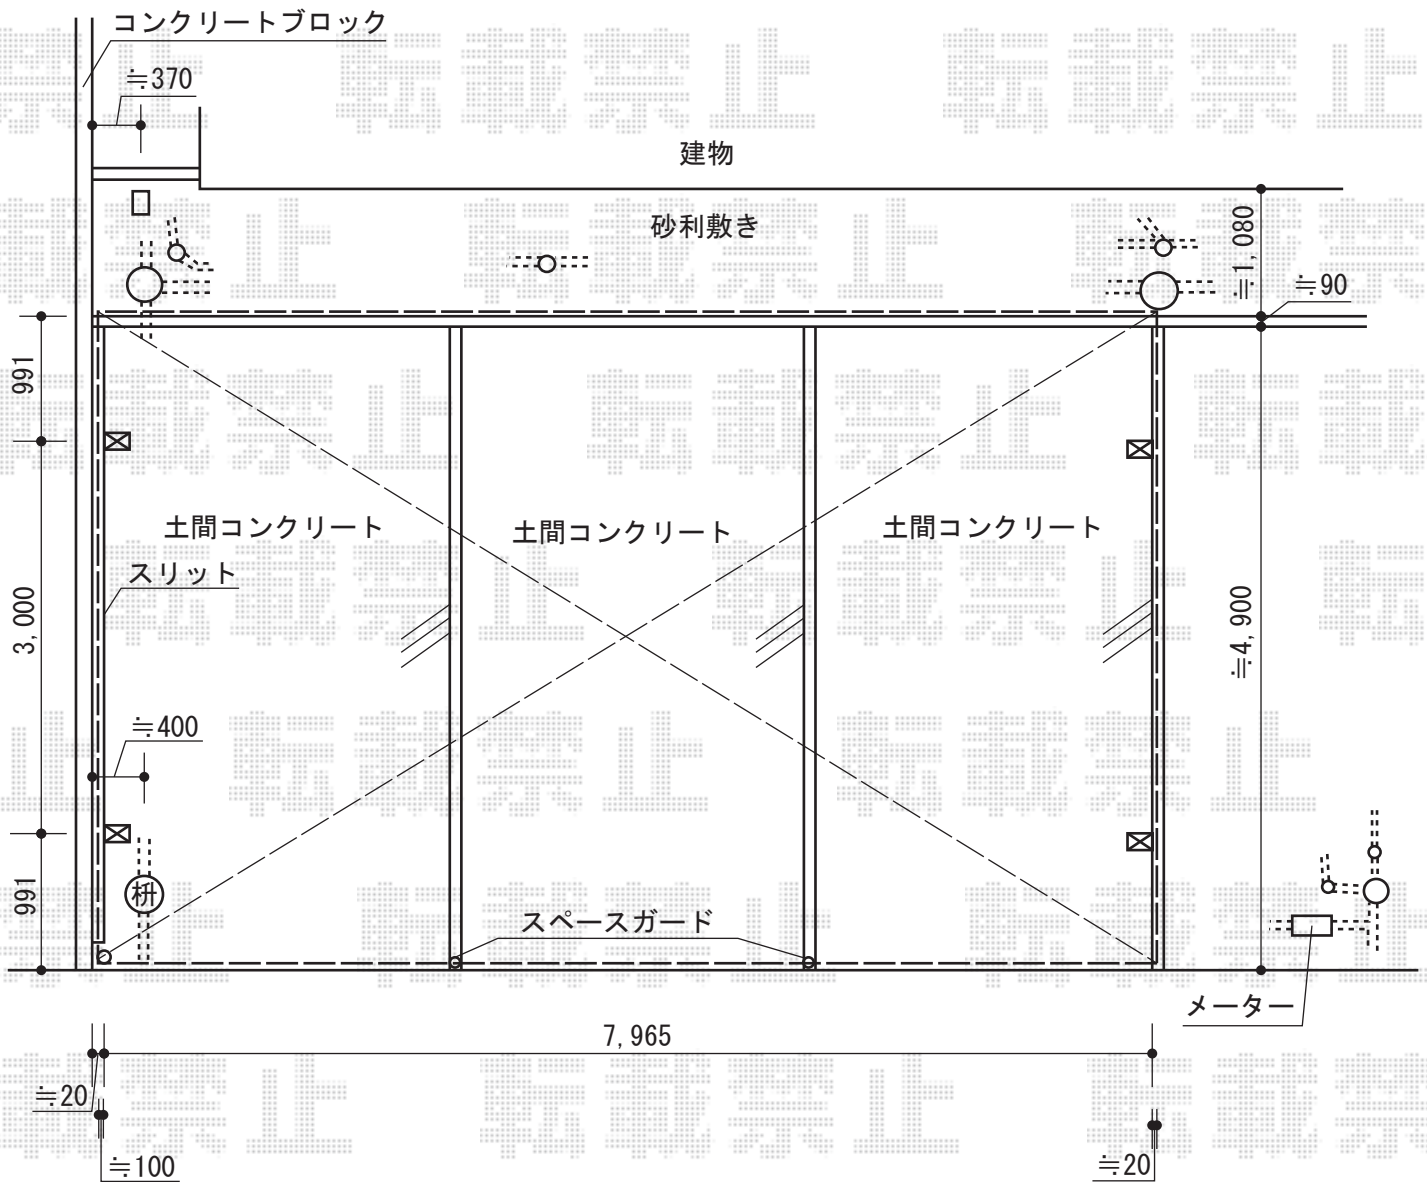 コンクリートブロック
≒370
建物
砂利敷き
≒1,080
≒90
991
土間コンクリート
土間コンクリート
土間コンクリート
スリット
3,000
≒4,900
≒400
991
枡
スペースガード
メーター
7,965
≒20
≒100
≒20
転載禁止